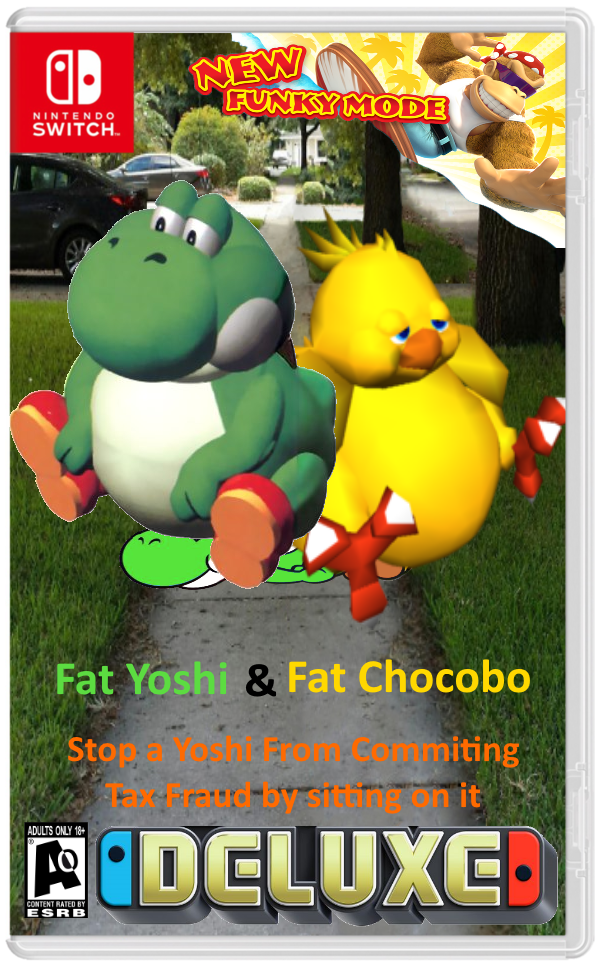 NINTENDO
SWITCH™
NEW
FUNKY MODE
Fat Yoshi & Fat Chocobo
Stop a Yoshi From Commiting
Tax Fraud by sitting on it
ADULTS ONLY 18+
AO
®
CONTENT RATED BY
ESRB
DELUXE